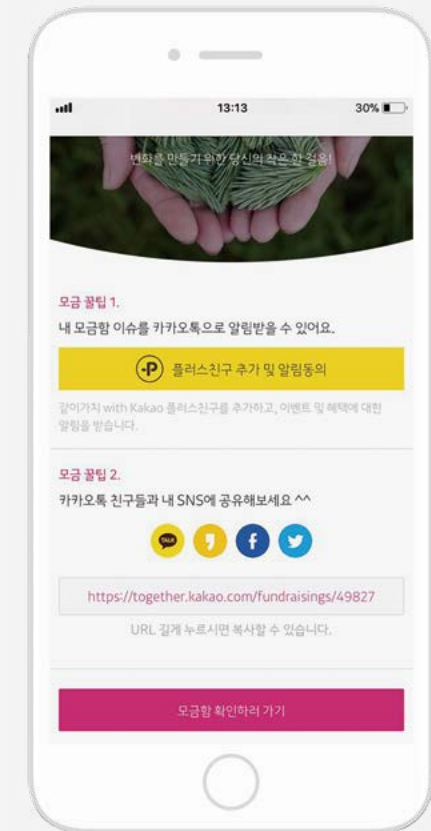 13:13
30%
변화를 만들기 위한 당신의 작은 한 걸음!
모금 꿀팁 1.
내 모금함 이슈를 카카오톡으로 알림받을 수 있어요.
P 플러스친구 추가 및 알림동의
같이가치 with Kakao 플러스친구를 추가하고, 이벤트 및 혜택에 대한
알림을 받습니다.
모금 꿀팁 2.
카카오톡 친구들과 내 SNS에 공유해보세요 ^^
TALK
https://together.kakao.com/fundraisings/49827
URL 길게 누르시면 복사할 수 있습니다.
모금함 확인하러 가기